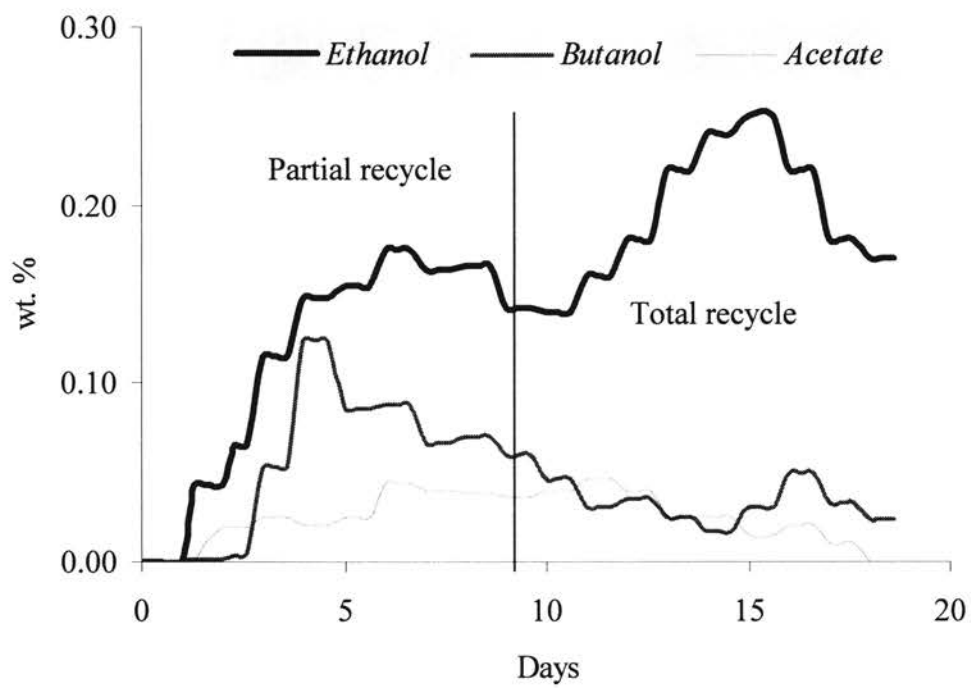 0.30
Ethanol Butanol Acetate
Partial recycle
0.20
wt. %
Total recycle
0.10
0.00
0 5 10 15 20
Days